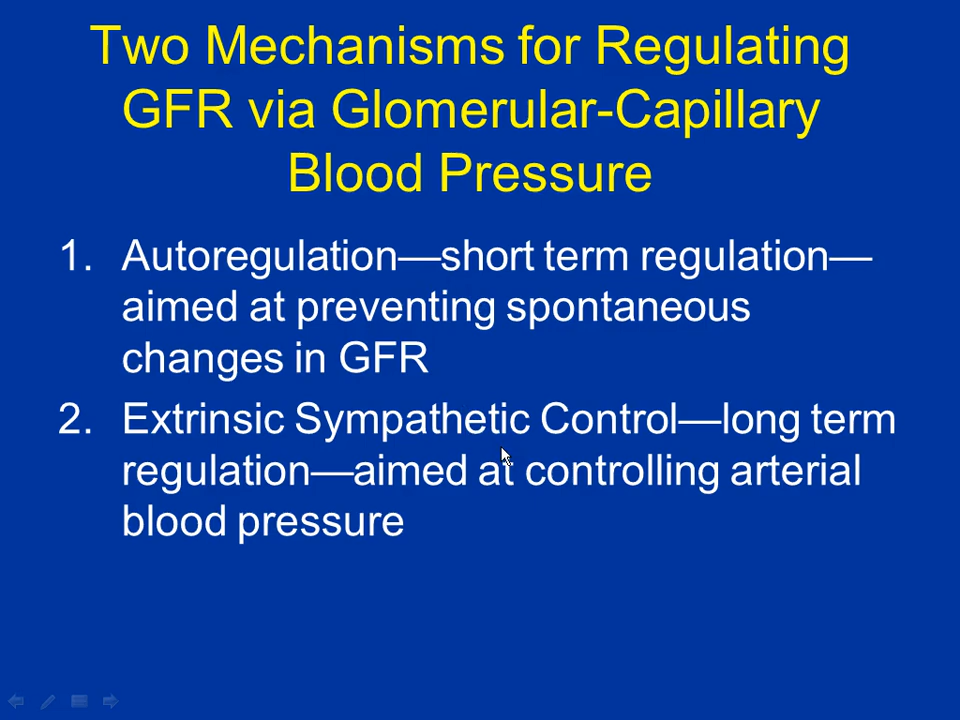 Two Mechanisms for Regulating
GFR via Glomerular-Capillary
Blood Pressure
1. Autoregulation—short term regulation—
aimed at preventing spontaneous
changes in GFR
2. Extrinsic Sympathetic Control—long term
regulation—aimed at controlling arterial
blood pressure